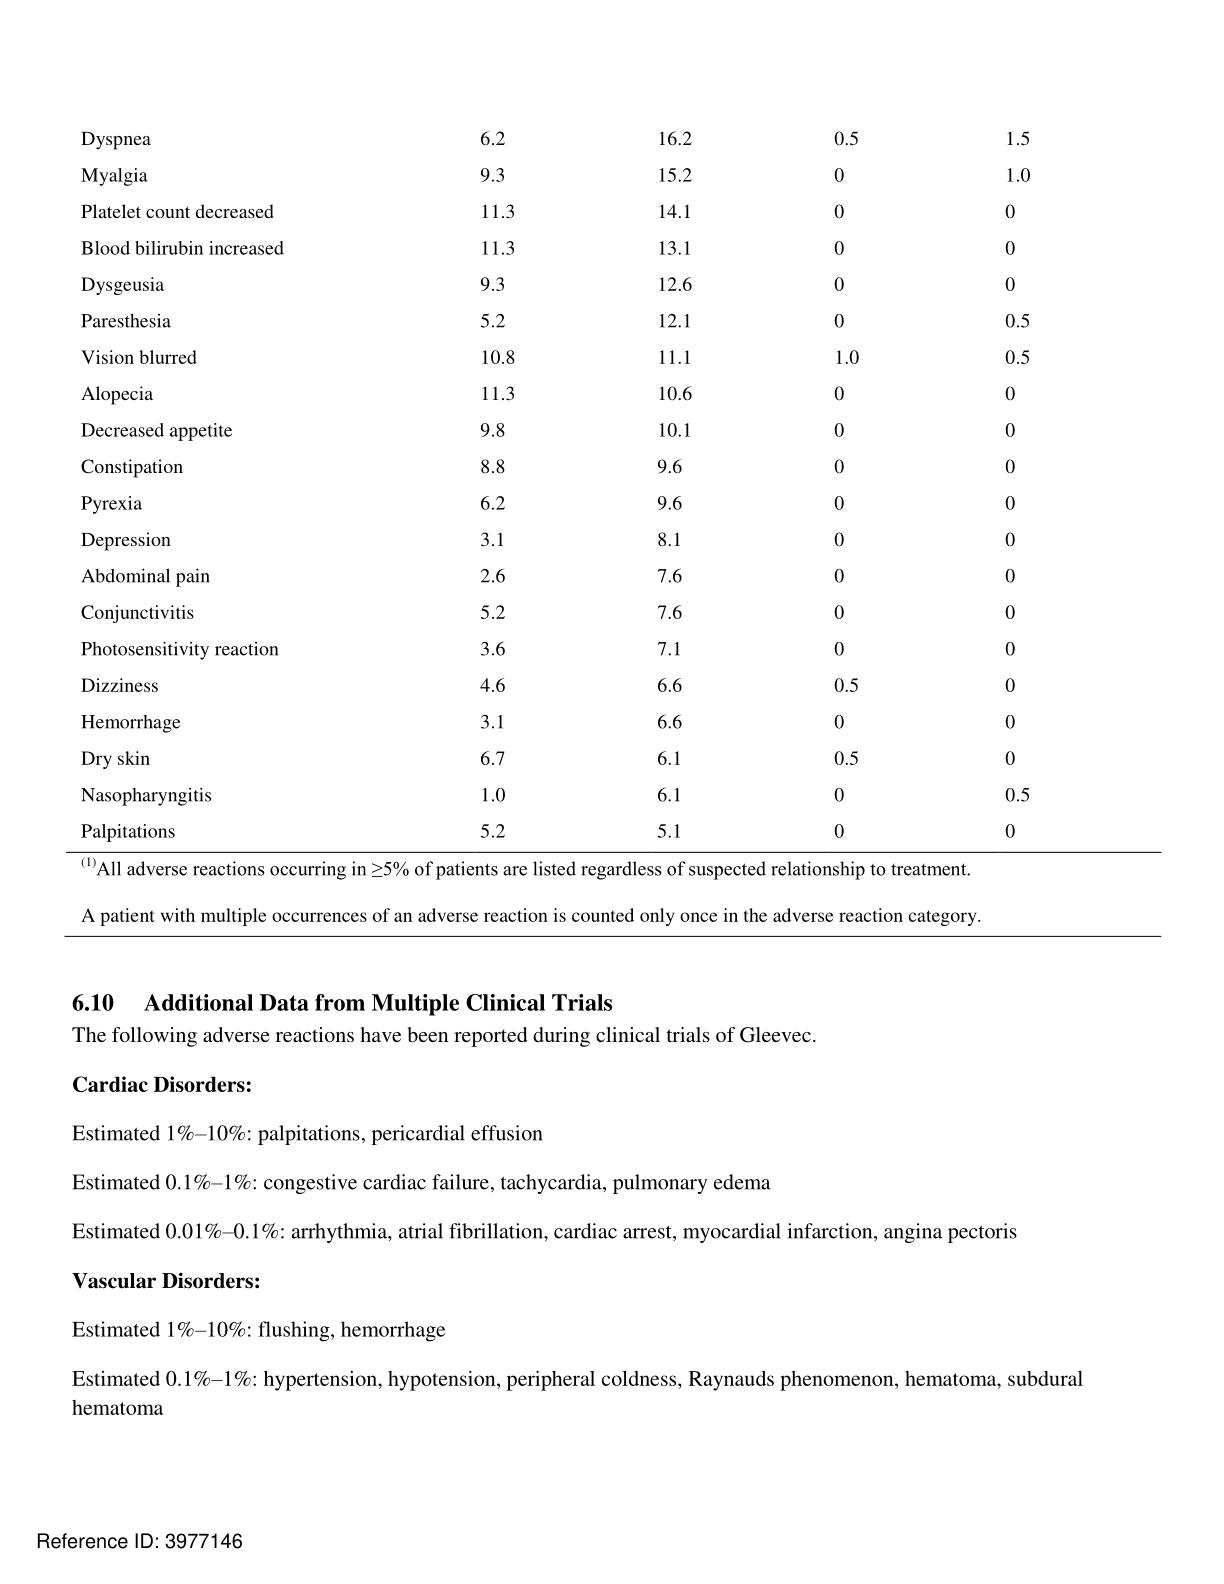 Dyspnea 6.2 16.2 0.5 1.5
Myalgia 9.3 15.2 0 1.0
Platelet count decreased 11.3 14.1 0 0
Blood bilirubin increased 11.3 13.1 0 0
Dysgeusia 9.3 12.6 0 0
Paresthesia 5.2 12.1 0 0.5
Vision blurred 10.8 11.1 1.0 0.5
Alopecia 11.3 10.6 0 0
Decreased appetite 9.8 10.1 0 0
Constipation 8.8 9.6 0 0
Pyrexia 6.2 9.6 0 0
Depression 3.1 8.1 0 0
Abdominal pain 2.6 7.6 0 0
Conjunctivitis 5.2 7.6 0 0
Photosensitivity reaction 3.6 7.1 0 0
Dizziness 4.6 6.6 0.5 0
Hemorrhage 3.1 6.6 0 0
Dry skin 6.7 6.1 0.5 0
Nasopharyngitis 1.0 6.1 0 0.5
Palpitations 5.2 5.1 0 0
(1)All adverse reactions occurring in ≥5% of patients are listed regardless of suspected relationship to treatment.
A patient with multiple occurrences of an adverse reaction is counted only once in the adverse reaction category.
6.10 Additional Data from Multiple Clinical Trials
The following adverse reactions have been reported during clinical trials of Gleevec.
Cardiac Disorders:
Estimated 1%–10%: palpitations, pericardial effusion
Estimated 0.1%–1%: congestive cardiac failure, tachycardia, pulmonary edema
Estimated 0.01%–0.1%: arrhythmia, atrial fibrillation, cardiac arrest, myocardial infarction, angina pectoris
Vascular Disorders:
Estimated 1%–10%: flushing, hemorrhage
Estimated 0.1%–1%: hypertension, hypotension, peripheral coldness, Raynauds phenomenon, hematoma, subdural
hematoma
Reference ID: 3977146